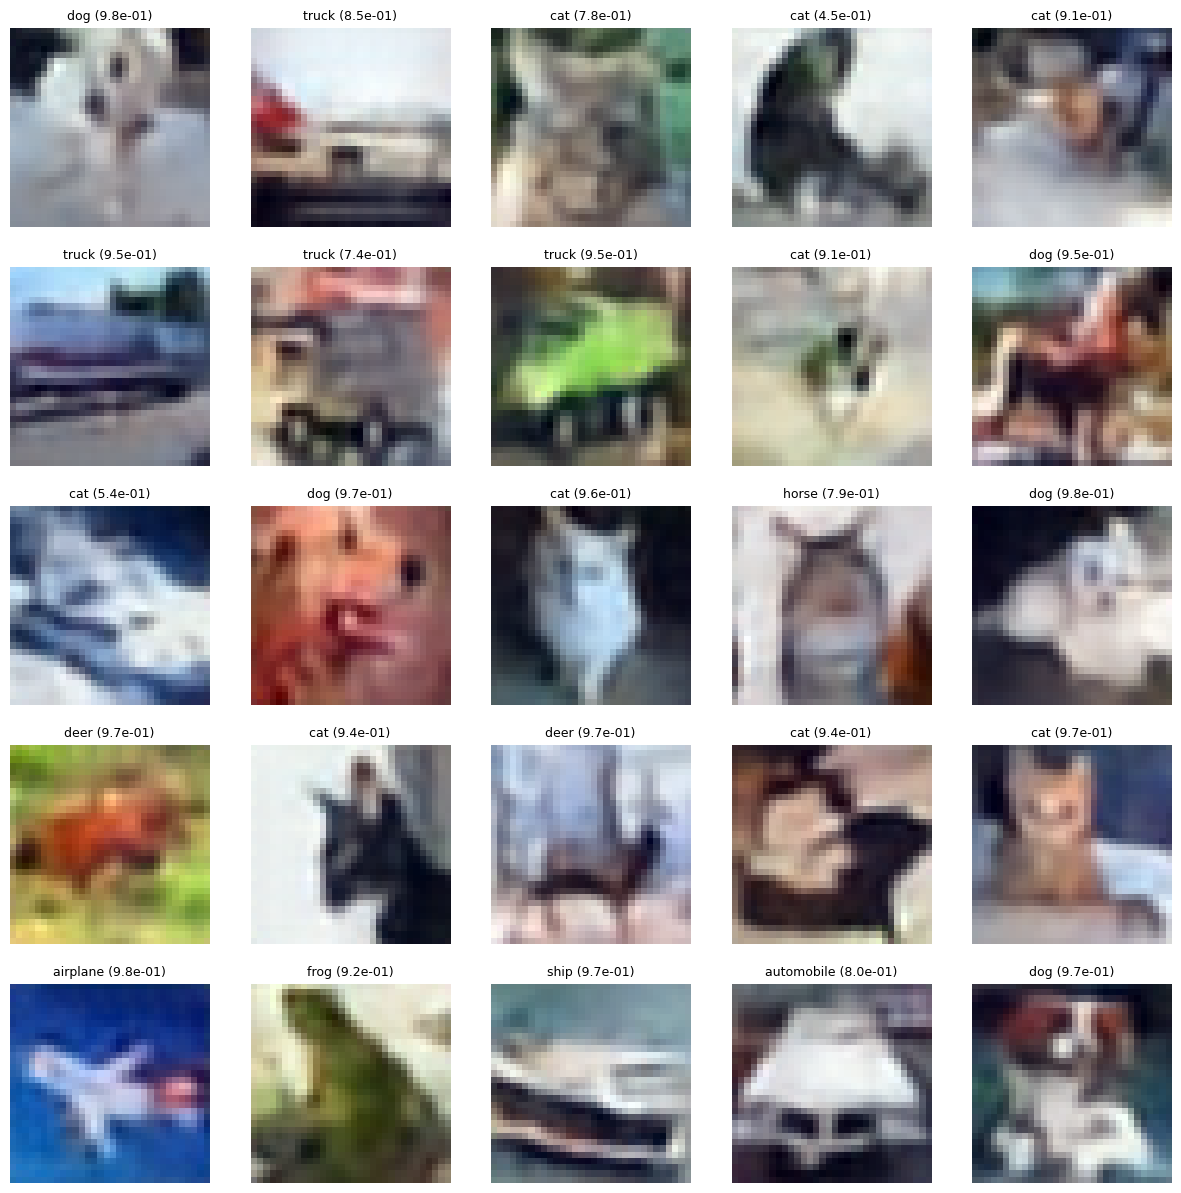 dog (9.8e-01) truck (8.5e-01) cat (7.8e-01) cat (4.5e-01) cat (9.1e-01)
truck (9.5e-01) truck (7.4e-01) truck (9.5e-01) cat (9.1e-01) dog (9.5e-01)
cat (5.4e-01) dog (9.7e-01) cat (9.6e-01) horse (7.9e-01) dog (9.8e-01)
deer (9.7e-01) cat (9.4e-01) deer (9.7e-01) cat (9.4e-01) cat (9.7e-01)
airplane (9.8e-01) frog (9.2e-01) ship (9.7e-01) automobile (8.0e-01) dog (9.7e-01)